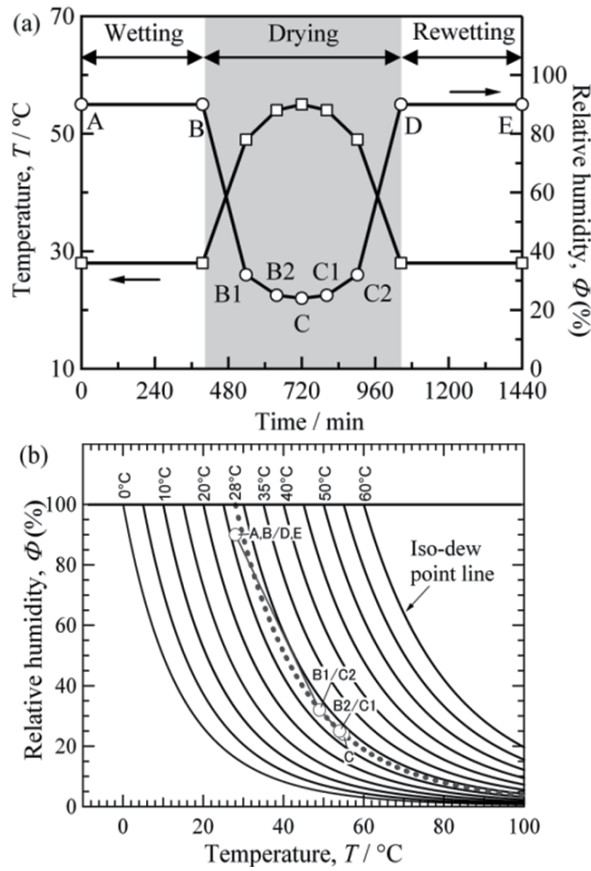 (a)
Wetting Drying Rewetting
70
50
30
10
Temperature, T / °C
100
80
60
40
20
0
Relative humidity, Φ (%)
A B B1 B2 C C1 C2 D E
0 240 480 720 960 1200 1440
Time / min
(b)
0°C 10°C 20°C 28°C 35°C 40°C 50°C 60°C
100
80
60
40
20
0
Relative humidity, Φ (%)
A,B/D,E
Iso-dew
point line
B1/C2
B2/C1
C
0 20 40 60 80 100
Temperature, T / °C